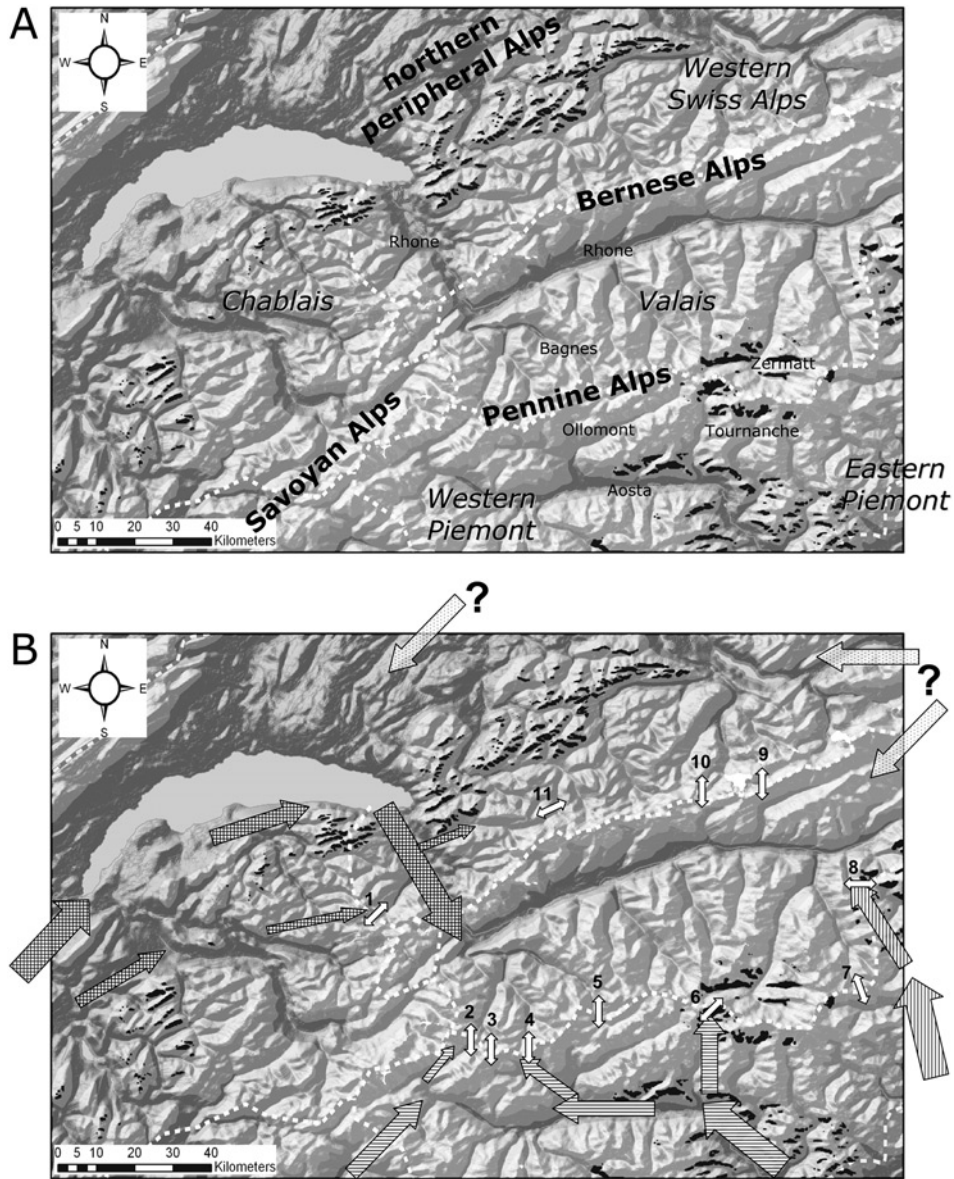 A
N
W E
S
northern
peripheral Alps
Western
Swiss Alps
Bernese Alps
Rhone
Rhone
Chablais
Valais
Bagnes
Zermatt
Pennine Alps
Savoyan Alps
Ollomont
Tournanche
Western
Piemont
Aosta
Eastern
Piemont
0 5 10 20 30 40
Kilometers
?
B
N
W E
S
?
10
9
11
1
8
7
5
6
2
3
4
0 5 10 20 30 40
Kilometers